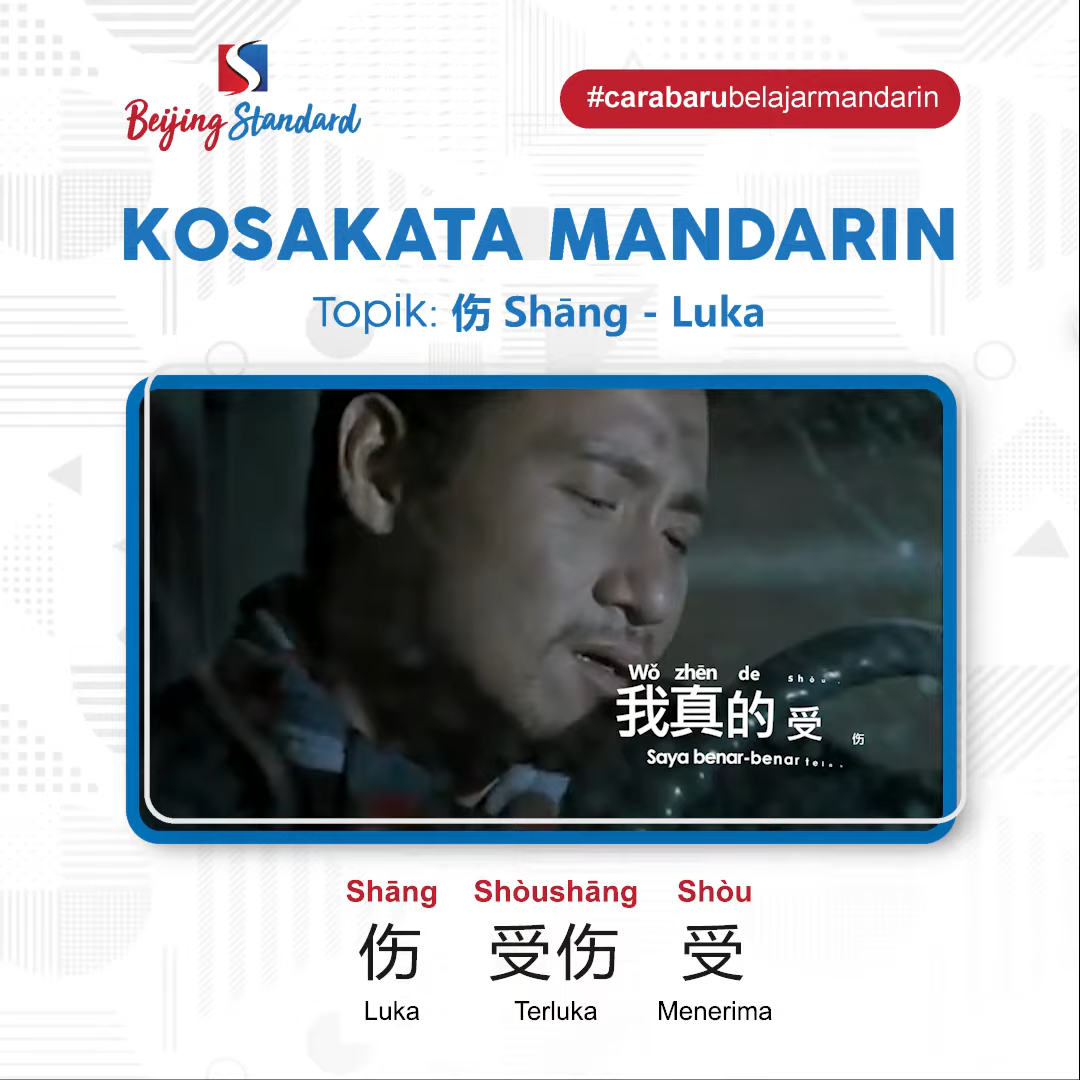 Beijing Standard
#carabarubelajarmandarin
KOSAKATA MANDARIN
Topik: 伤 Shāng - Luka
Wǒ zhēn de
我真的受伤
Saya benar-benar
Shāng Shòushāng Shòu
伤 受伤 受
Luka Terluka Menerima